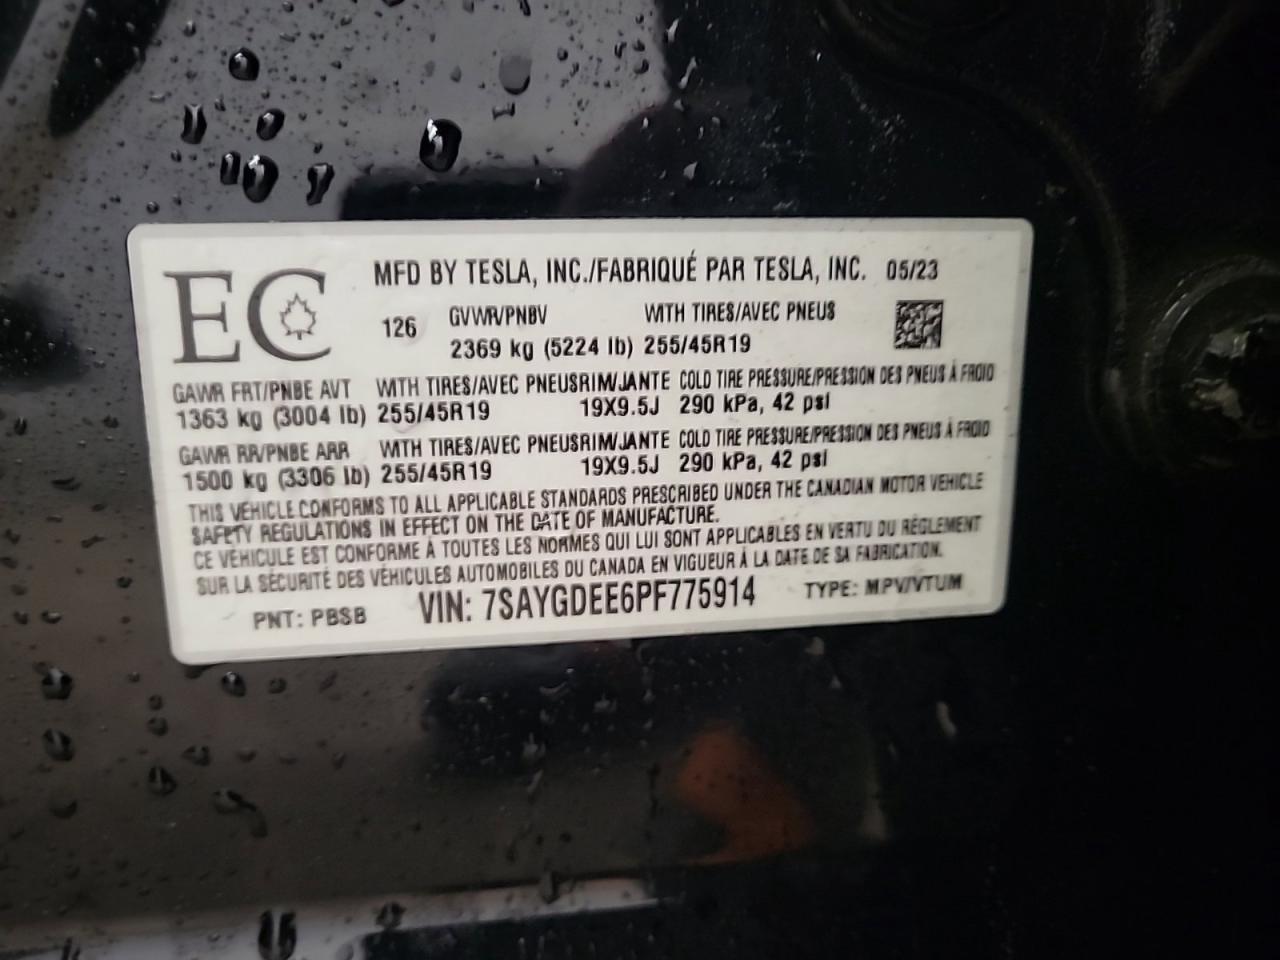 EC
MFD BY TESLA, INC./FABRIQUÉ PAR TESLA, INC. 05/23
126
GVWR/PNBV WITH TIRES/AVEC PNEUS
2369 kg (5224 lb) 255/45R19
GAWR FRT/PNBE AVT WITH TIRES/AVEC PNEUS RIM/JANTE COLD TIRE PRESSURE/PRESSION DES PNEUS À FROID
1363 kg (3004 lb) 255/45R19 19X9.5J 290 kPa, 42 psi
GAWR RR/PNBE ARR WITH TIRES/AVEC PNEUS RIM/JANTE COLD TIRE PRESSURE/PRESSION DES PNEUS À FROID
1500 kg (3306 lb) 255/45R19 19X9.5J 290 kPa, 42 psi
THIS VEHICLE CONFORMS TO ALL APPLICABLE STANDARDS PRESCRIBED UNDER THE CANADIAN MOTOR VEHICLE
SAFETY REGULATIONS IN EFFECT ON THE DATE OF MANUFACTURE.
CE VÉHICULE EST CONFORME À TOUTES LES NORMES QUI LUI SONT APPLICABLES EN VERTU DU RÈGLEMENT
SUR LA SÉCURITÉ DES VÉHICULES AUTOMOBILES DU CANADA EN VIGUEUR À LA DATE DE SA FABRICATION.
PNT: PBSB VIN: 7SAYGDEE6PF775914 TYPE: MPV/VTUM